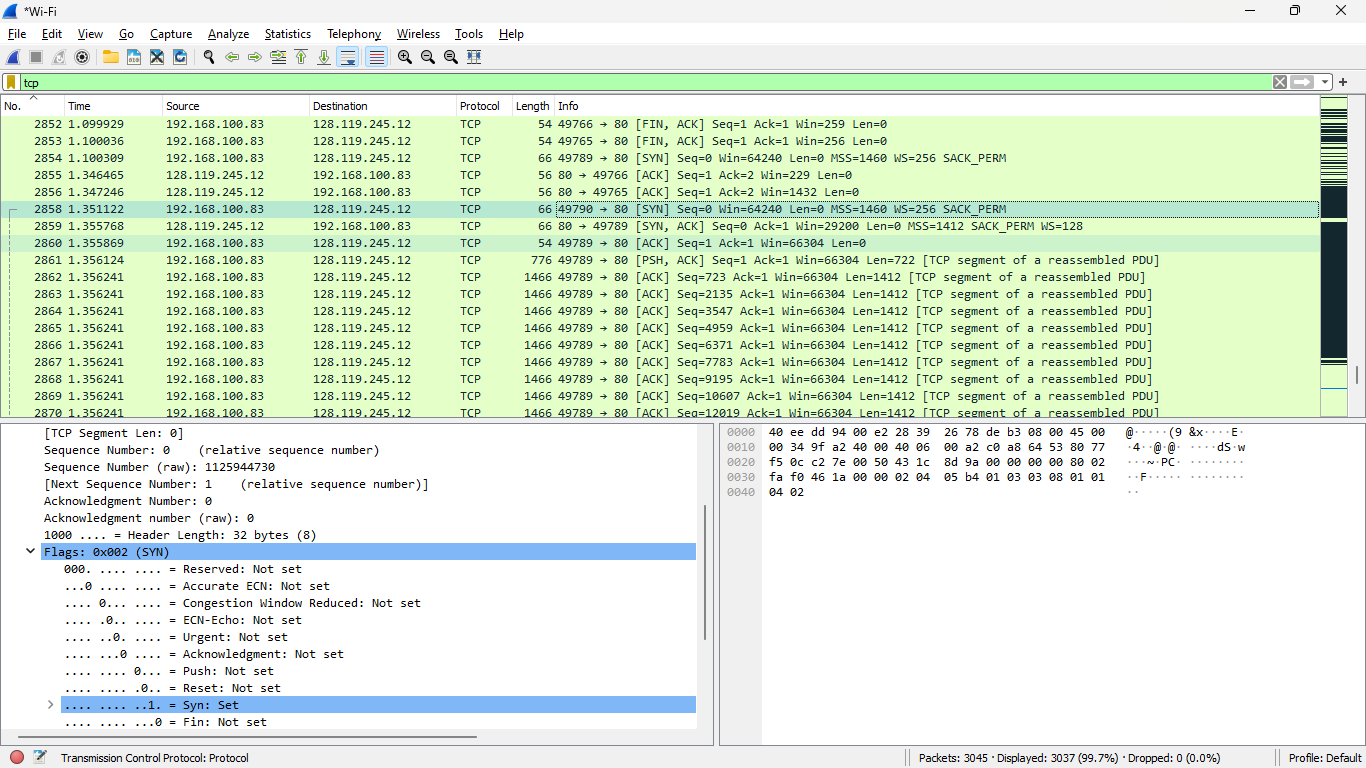 *Wi-Fi
File Edit View Go Capture Analyze Statistics Telephony Wireless Tools Help
tcp
No. Time Source Destination Protocol Length Info
2852 1.099929 192.168.100.83 128.119.245.12 TCP 54 49766 → 80 [FIN, ACK] Seq=1 Ack=1 Win=259 Len=0
2853 1.100036 192.168.100.83 128.119.245.12 TCP 54 49765 → 80 [FIN, ACK] Seq=1 Ack=1 Win=256 Len=0
2854 1.100309 192.168.100.83 128.119.245.12 TCP 66 49789 → 80 [SYN] Seq=0 Win=64240 Len=0 MSS=1460 WS=256 SACK_PERM
2855 1.346465 128.119.245.12 192.168.100.83 TCP 56 80 → 49766 [ACK] Seq=1 Ack=2 Win=229 Len=0
2856 1.347246 128.119.245.12 192.168.100.83 TCP 56 80 → 49765 [ACK] Seq=1 Ack=2 Win=1432 Len=0
2858 1.351122 192.168.100.83 128.119.245.12 TCP 66 49790 → 80 [SYN] Seq=0 Win=64240 Len=0 MSS=1460 WS=256 SACK_PERM
2859 1.355768 128.119.245.12 192.168.100.83 TCP 66 80 → 49789 [SYN, ACK] Seq=0 Ack=1 Win=29200 Len=0 MSS=1412 SACK_PERM WS=128
2860 1.355869 192.168.100.83 128.119.245.12 TCP 54 49789 → 80 [ACK] Seq=1 Ack=1 Win=66304 Len=0
2861 1.356124 192.168.100.83 128.119.245.12 TCP 776 49789 → 80 [PSH, ACK] Seq=1 Ack=1 Win=66304 Len=722 [TCP segment of a reassembled PDU]
2862 1.356241 192.168.100.83 128.119.245.12 TCP 1466 49789 → 80 [ACK] Seq=723 Ack=1 Win=66304 Len=1412 [TCP segment of a reassembled PDU]
2863 1.356241 192.168.100.83 128.119.245.12 TCP 1466 49789 → 80 [ACK] Seq=2135 Ack=1 Win=66304 Len=1412 [TCP segment of a reassembled PDU]
2864 1.356241 192.168.100.83 128.119.245.12 TCP 1466 49789 → 80 [ACK] Seq=3547 Ack=1 Win=66304 Len=1412 [TCP segment of a reassembled PDU]
2865 1.356241 192.168.100.83 128.119.245.12 TCP 1466 49789 → 80 [ACK] Seq=4959 Ack=1 Win=66304 Len=1412 [TCP segment of a reassembled PDU]
2866 1.356241 192.168.100.83 128.119.245.12 TCP 1466 49789 → 80 [ACK] Seq=6371 Ack=1 Win=66304 Len=1412 [TCP segment of a reassembled PDU]
2867 1.356241 192.168.100.83 128.119.245.12 TCP 1466 49789 → 80 [ACK] Seq=7783 Ack=1 Win=66304 Len=1412 [TCP segment of a reassembled PDU]
2868 1.356241 192.168.100.83 128.119.245.12 TCP 1466 49789 → 80 [ACK] Seq=9195 Ack=1 Win=66304 Len=1412 [TCP segment of a reassembled PDU]
2869 1.356241 192.168.100.83 128.119.245.12 TCP 1466 49789 → 80 [ACK] Seq=10607 Ack=1 Win=66304 Len=1412 [TCP segment of a reassembled PDU]
2870 1.356241 192.168.100.83 128.119.245.12 TCP 1466 49789 → 80 [ACK] Seq=12019 Ack=1 Win=66304 Len=1412 [TCP segment of a reassembled PDU]
[TCP Segment Len: 0]
Sequence Number: 0 (relative sequence number)
Sequence Number (raw): 1125944730
[Next Sequence Number: 1 (relative sequence number)]
Acknowledgment Number: 0
Acknowledgment number (raw): 0
1000 .... = Header Length: 32 bytes (8)
Flags: 0x002 (SYN)
000. .... .... = Reserved: Not set
...0 .... .... = Accurate ECN: Not set
.... 0... .... = Congestion Window Reduced: Not set
.... .0.. .... = ECN-Echo: Not set
.... ..0. .... = Urgent: Not set
.... ...0 .... = Acknowledgment: Not set
.... .... 0... = Push: Not set
.... .... .0.. = Reset: Not set
.... .... ..1. = Syn: Set
.... .... ...0 = Fin: Not set
0000 40 ee dd 94 00 e2 28 39 26 78 de b3 08 00 45 00 @·····(9 &x····E·
0010 00 34 9f a2 40 00 40 06 00 a2 c0 a8 64 53 80 77 ·4··@·@· ····dS·w
0020 f5 0c c2 7e 00 50 43 1c 8d 9a 00 00 00 00 80 02 ···~·PC· ········
0030 fa f0 46 1a 00 00 02 04 05 b4 01 03 03 08 01 01 ··F····· ········
0040 04 02 ··
Transmission Control Protocol: Protocol
Packets: 3045 · Displayed: 3037 (99.7%) · Dropped: 0 (0.0%)
Profile: Default